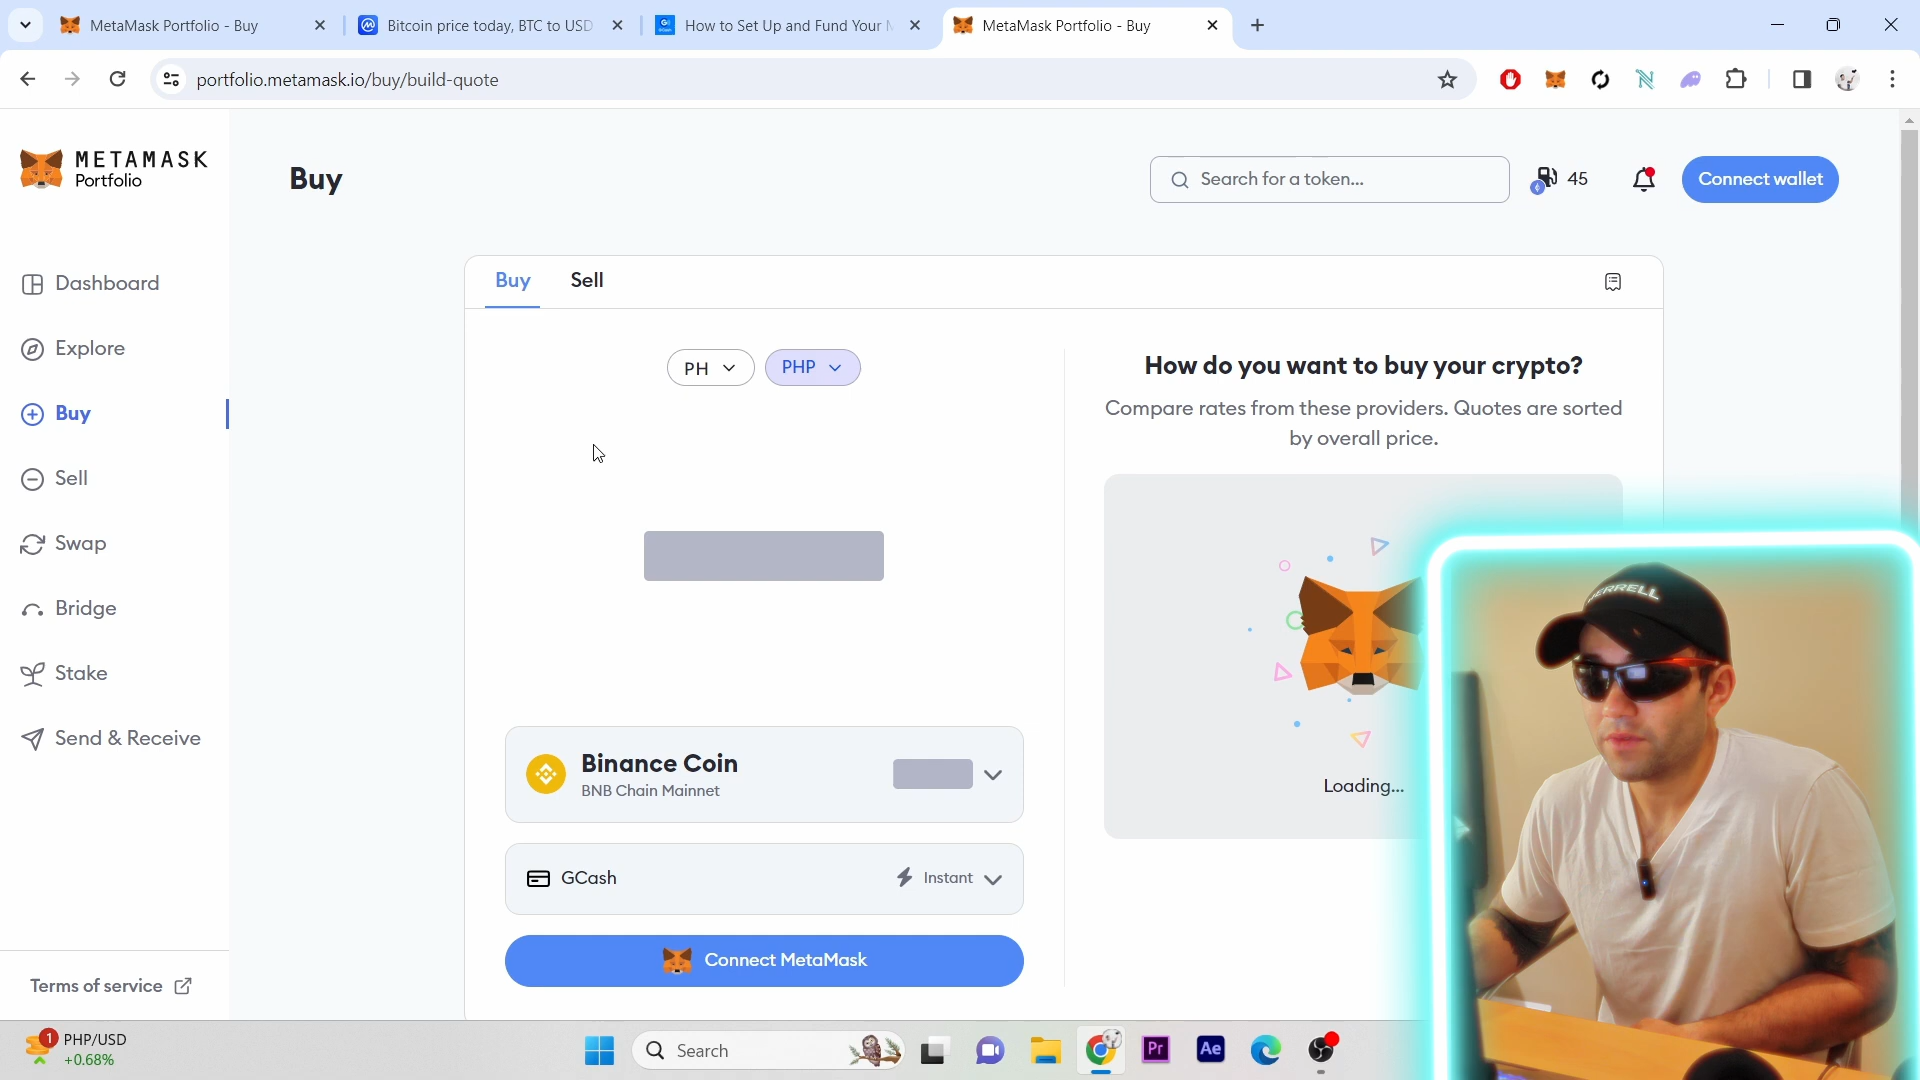 MetaMask Portfolio - Buy
Bitcoin price today, BTC to USD
How to Set Up and Fund Your M
MetaMask Portfolio - Buy
portfolio.metamask.io/buy/build-quote
METAMASK
Portfolio
Buy
Search for a token...
45
Connect wallet
Dashboard
Explore
Buy
Sell
Swap
Bridge
Stake
Send & Receive
Terms of service
Buy
Sell
PH
PHP
How do you want to buy your crypto?
Compare rates from these providers. Quotes are sorted
by overall price.
Loading...
Binance Coin
BNB Chain Mainnet
GCash
Instant
Connect MetaMask
MERRELL
1
PHP/USD
+0.68%
Search
Pr
Ae